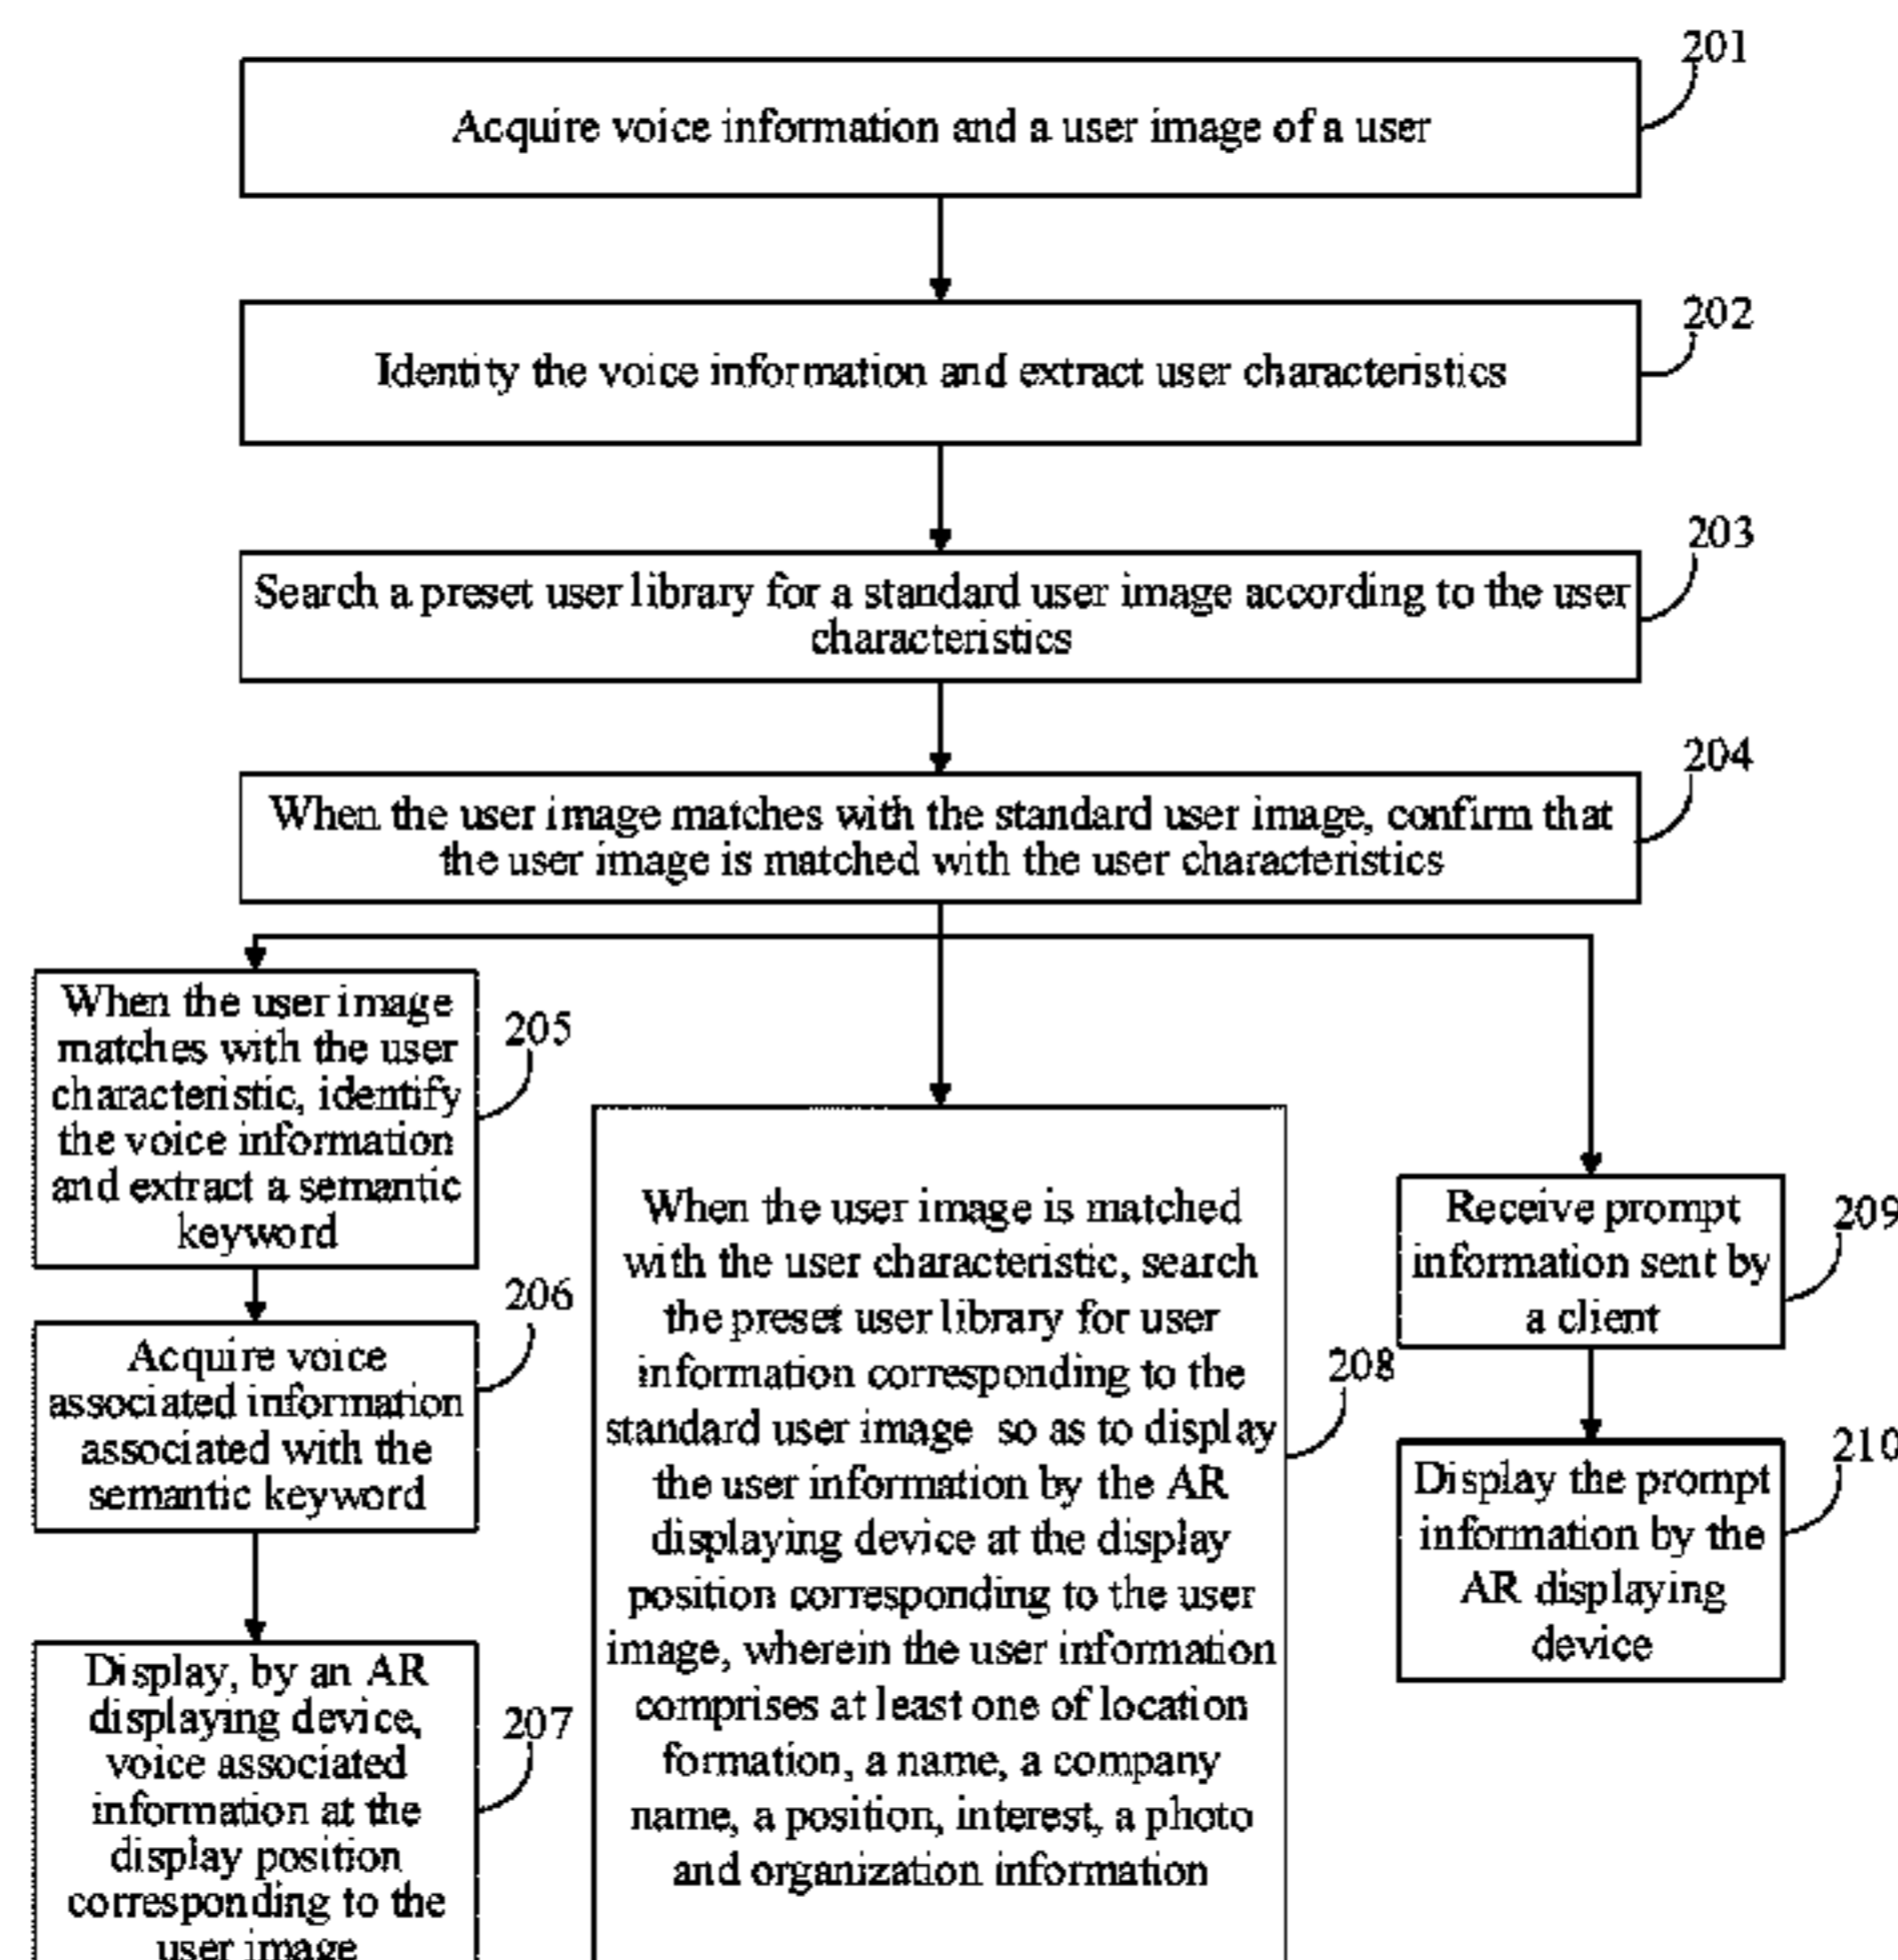 201
Acquire voice information and a user image of a user
202
Identity the voice information and extract user characteristics
203
Search a preset user library for a standard user image according to the user
characteristics
204
When the user image matches with the standard user image, confirm that
the user image is matched with the user characteristics
When the user image
matches with the user
characteristic, identify
the voice information
and extract a semantic
keyword
205
206
Acquire voice
associated information
associated with the
semantic keyword
Display, by an AR
displaying device,
voice associated
information at the
display position
corresponding to the
user image
207
When the user image is matched
with the user characteristic, search
the preset user library for user
information corresponding to the
standard user image so as to display
the user information by the AR
displaying device at the display
position corresponding to the user
image, wherein the user information
comprises at least one of location
formation, a name, a company
name, a position, interest, a photo
and organization information
208
Receive prompt
information sent by
a client
209
Display the prompt
information by the
AR displaying
device
210